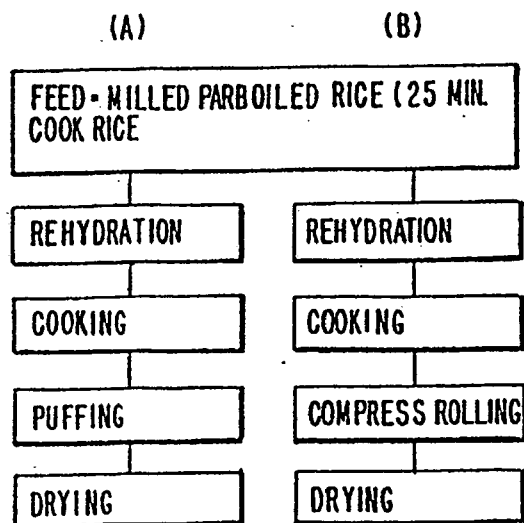 (A) (B)
FEED = MILLED PARBOILED RICE (25 MIN.
COOK RICE
REHYDRATION REHYDRATION
COOKING COOKING
PUFFING COMPRESS ROLLING
DRYING DRYING